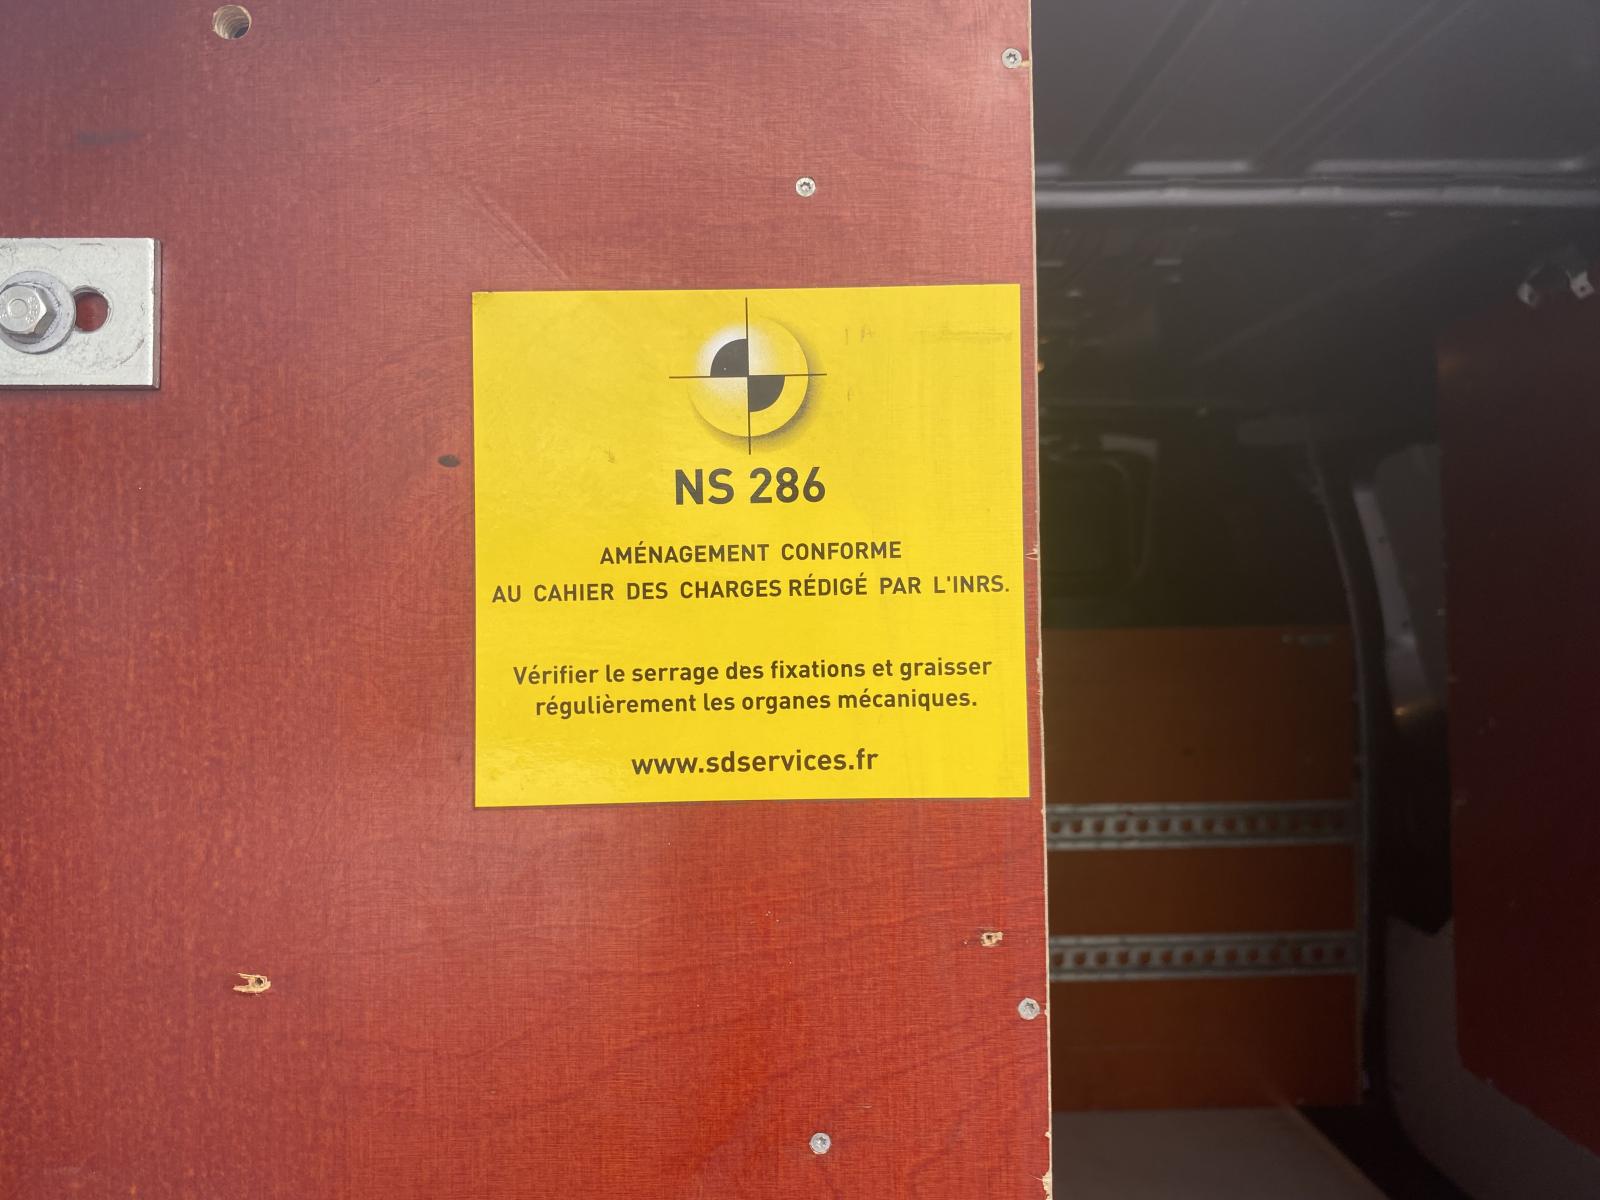 NS 286
AMÉNAGEMENT CONFORME
AU CAHIER DES CHARGES RÉDIGÉ PAR L'INRS.
Vérifier le serrage des fixations et graisser
régulièrement les organes mécaniques.
www.sdservices.fr